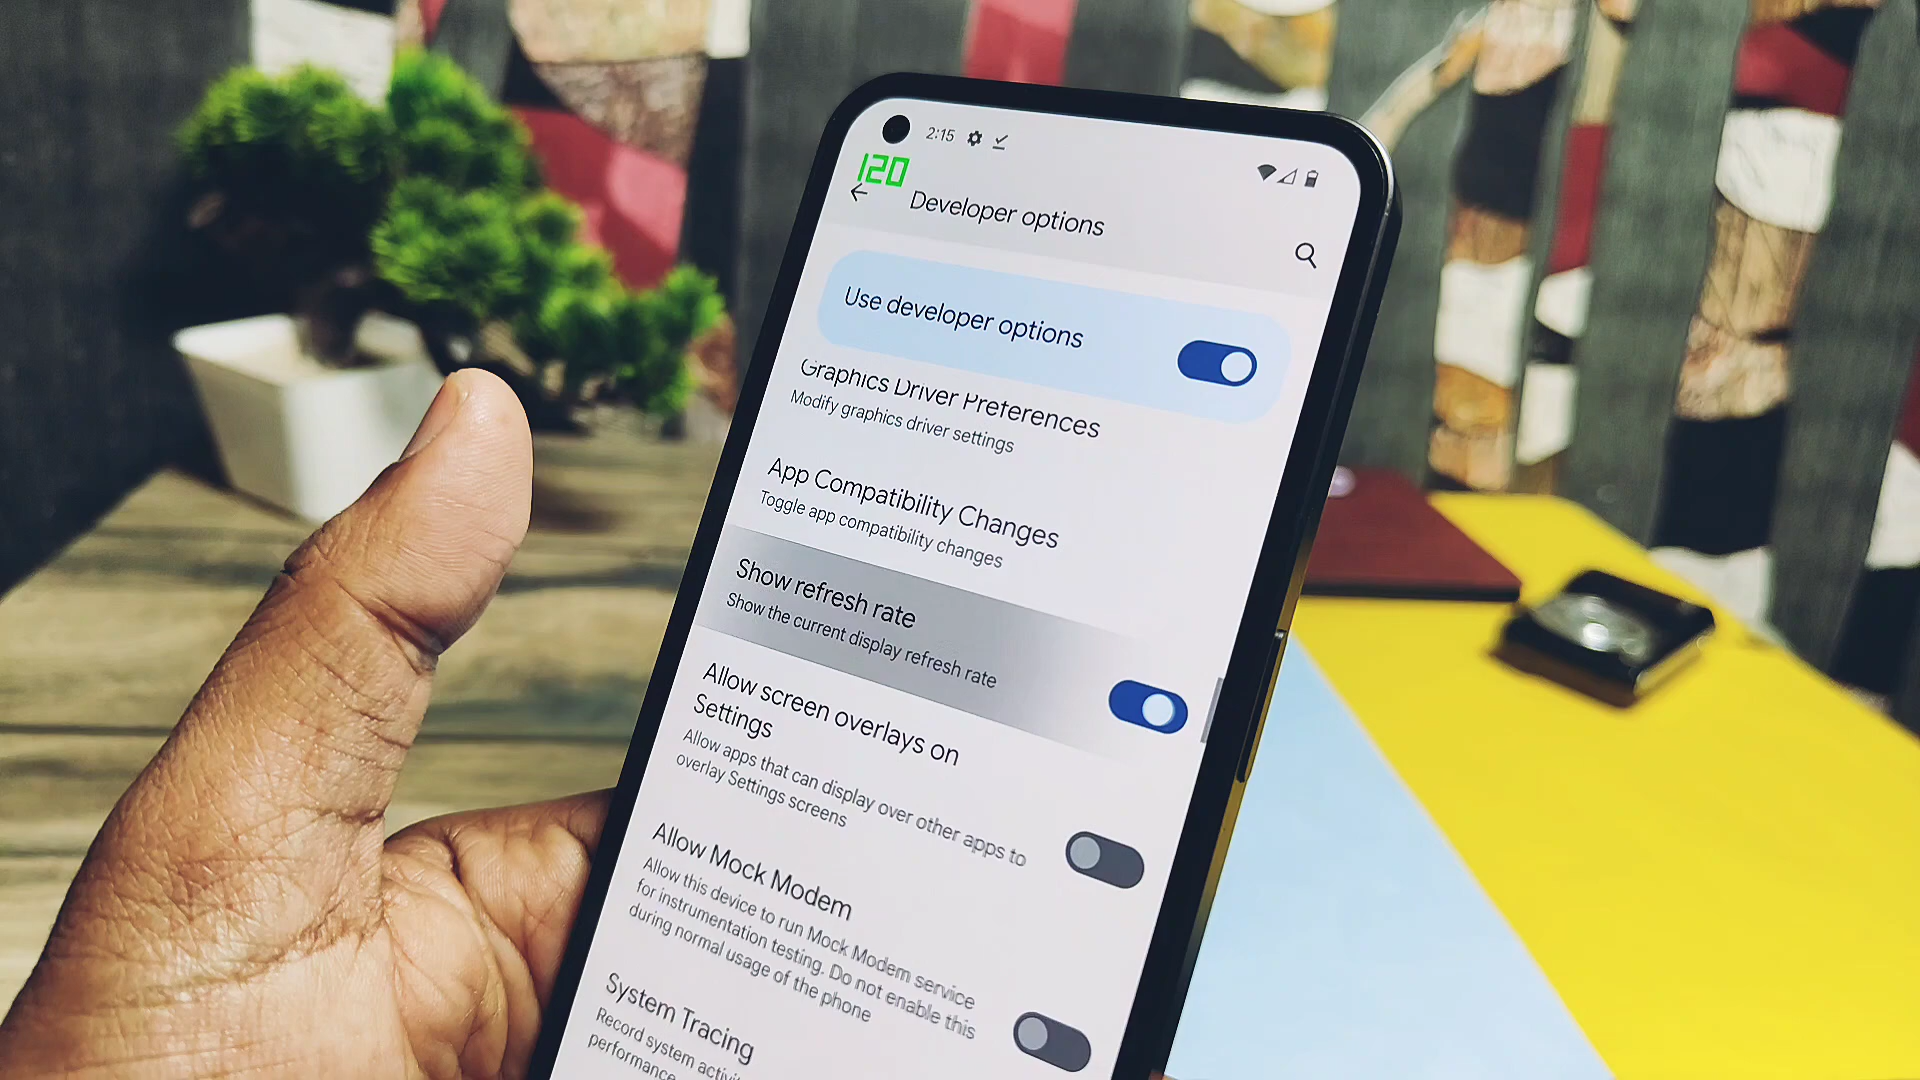 2:15
120
Developer options
Use developer options
Graphics Driver Preferences
Modify graphics driver settings
App Compatibility Changes
Toggle app compatibility changes
Show refresh rate
Show the current display refresh rate
Allow screen overlays on
Settings
Allow apps that can display over other apps to
overlay Settings screens
Allow Mock Modem
Allow this device to run Mock Modem service
for instrumentation testing. Do not enable this
during normal usage of the phone
System Tracing
Record system
performance